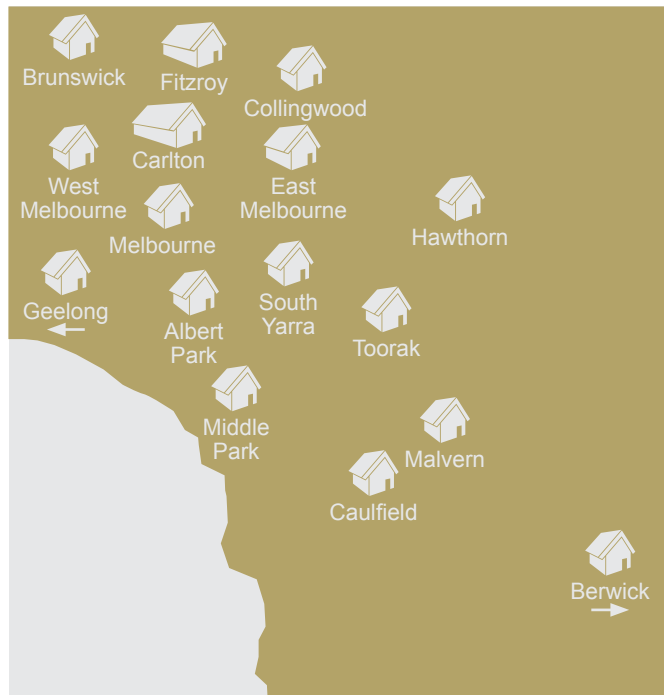 Brunswick
Fitzroy
Collingwood
West
Melbourne
Carlton
East
Melbourne
Melbourne
Hawthorn
Geelong
Albert
Park
South
Yarra
Toorak
Middle
Park
Malvern
Caulfield
Berwick